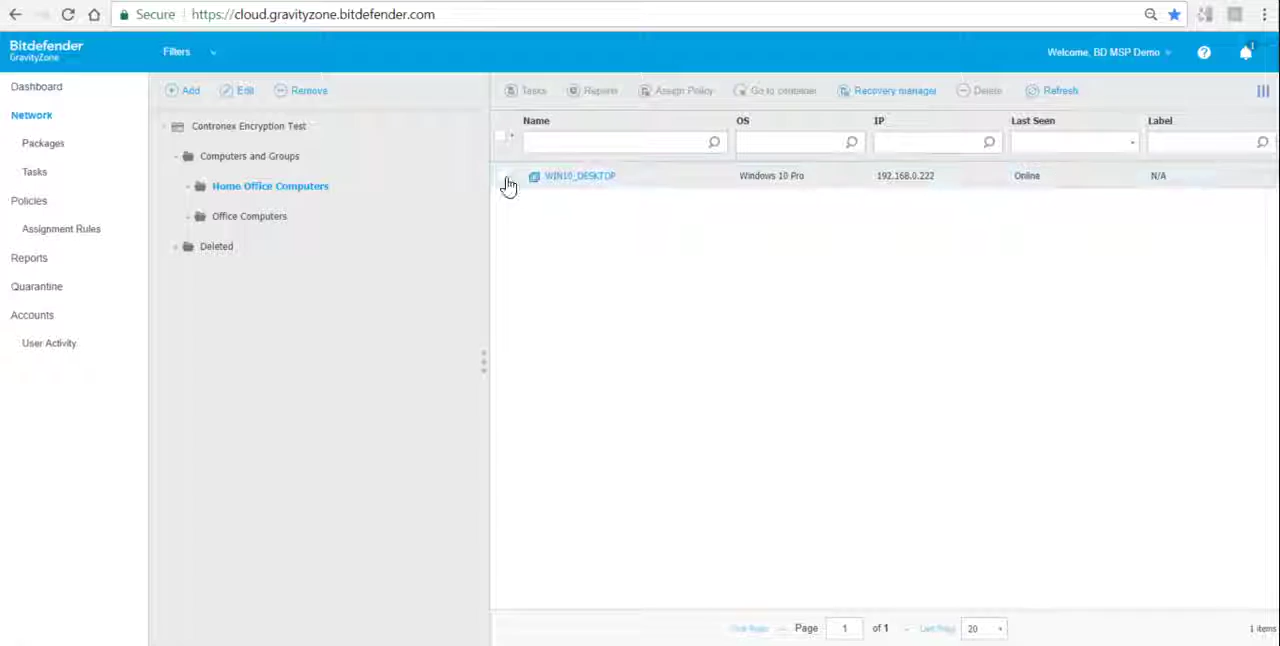 Secure https://cloud.gravityzone.bitdefender.com
Bitdefender
GravityZone
Filters
Welcome, BD MSP Demo
1
Dashboard
Network
Packages
Tasks
Policies
Assignment Rules
Reports
Quarantine
Accounts
User Activity
Add Edit Remove
Contronex Encryption Test
Computers and Groups
Home Office Computers
Office Computers
Deleted
Tasks Reports Assign Policy Go to container Recovery manager Delete Refresh
Name OS IP Last Seen Label
WIN10_DESKTOP Windows 10 Pro 192.168.0.222 Online N/A
First Page Page 1 of 1 Last Page 20 1 items